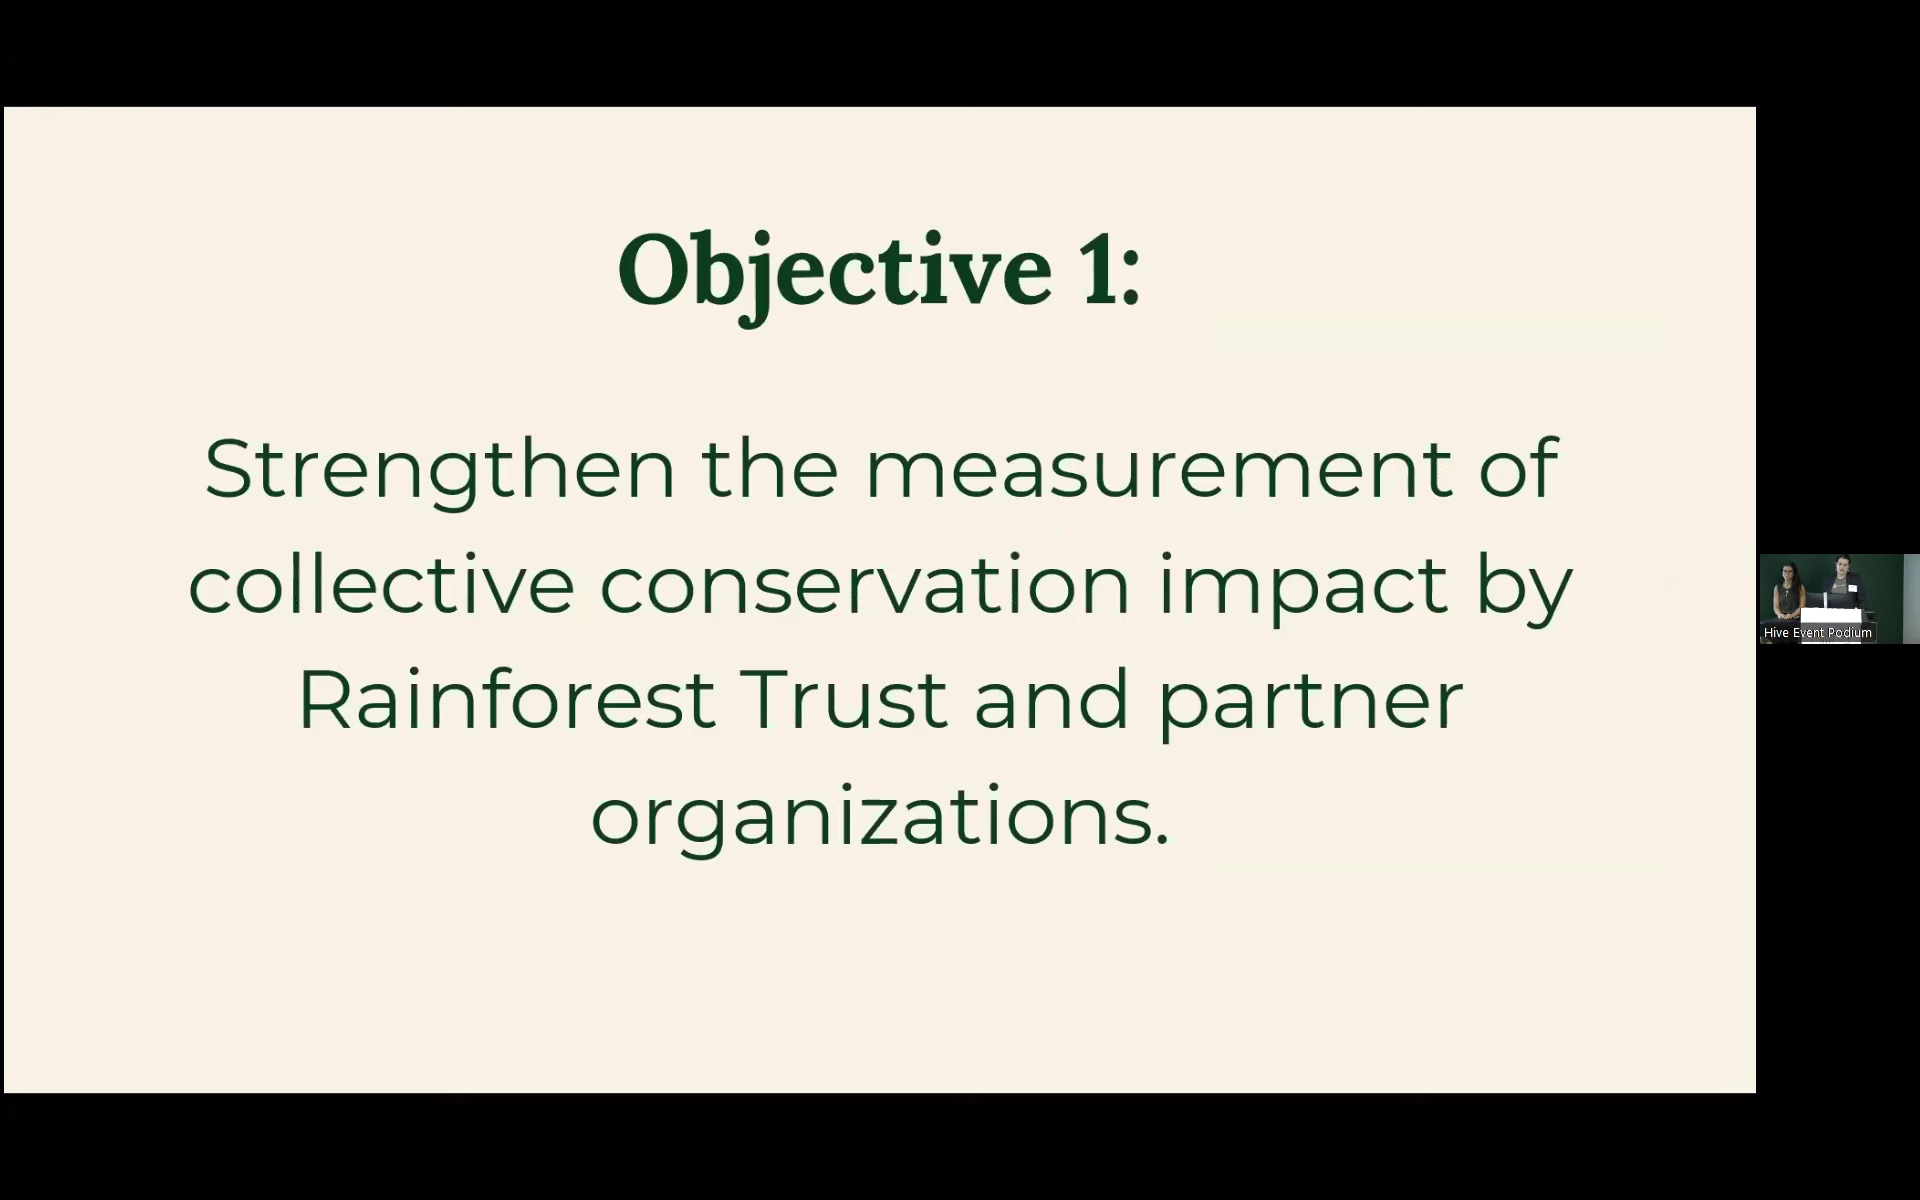 Objective 1:
Strengthen the measurement of
collective conservation impact by
Rainforest Trust and partner
organizations.
Hive Event Podium